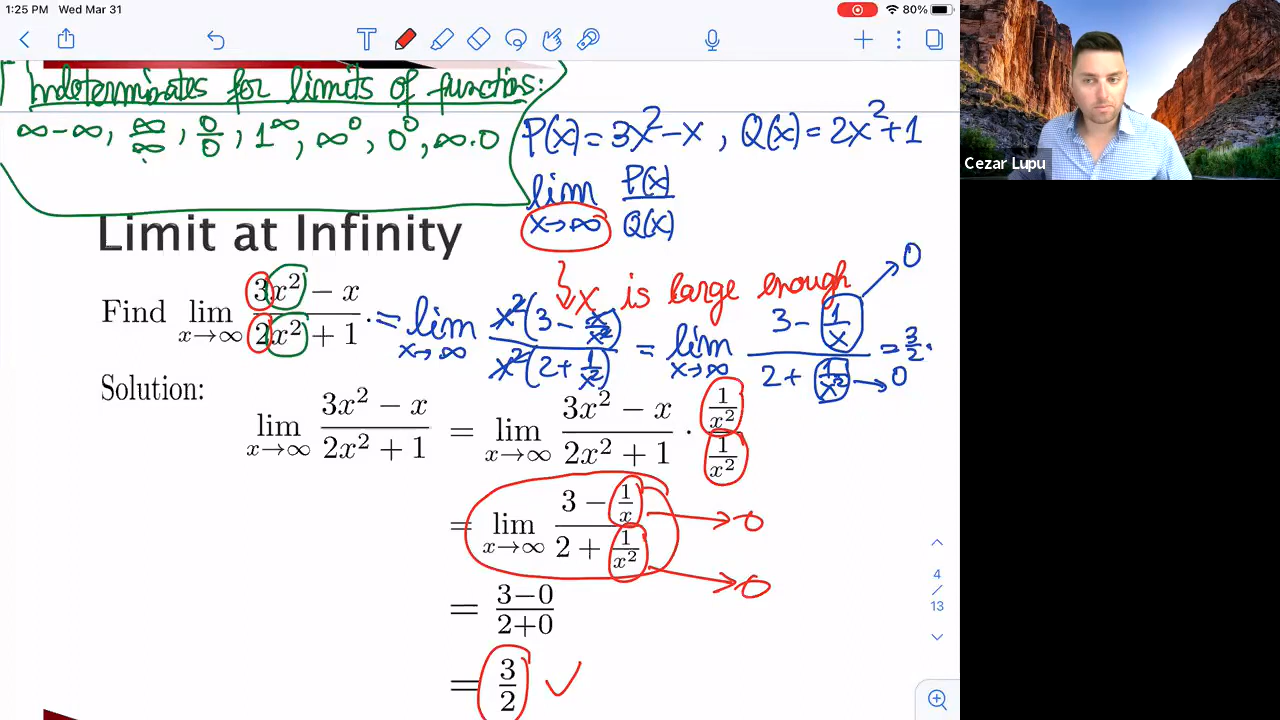 1:25 PM Wed Mar 31
80%
Indeterminates for limits of functions:
∞-∞, ∞/∞, 0/0, 1^∞, ∞^0, 0^0, ∞·0
P(x) = 3x²-x, Q(x) = 2x²+1
lim x→∞ P(x)/Q(x)
Cezar Lupu
Limit at Infinity
x is large enough
Find lim x→∞ (3x² − x)/(2x² + 1).
= lim x→∞ x²(3 - x/x²)/x²(2 + 1/x²) = lim x→∞ (3 - 1/x)/(2 + 1/x²) = 3/2.
→ 0
→ 0
Solution:
lim x→∞ (3x² − x)/(2x² + 1) = lim x→∞ (3x² − x)/(2x² + 1) · (1/x²)/(1/x²)
= lim x→∞ (3 − 1/x)/(2 + 1/x²)
→ 0
→ 0
= (3−0)/(2+0)
= 3/2 ✓
4
/
13